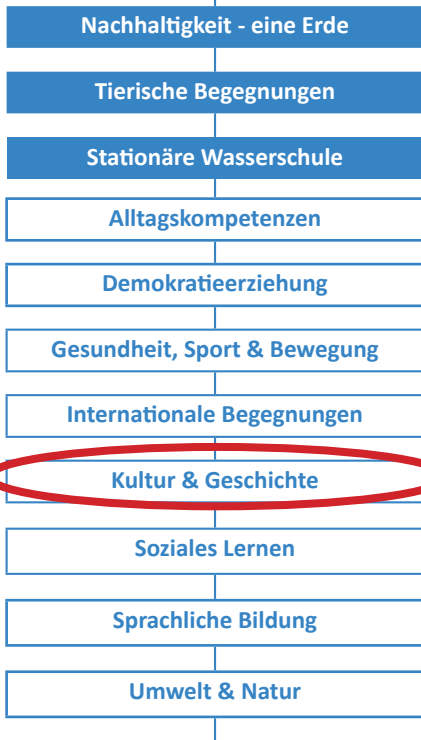 Nachhaltigkeit - eine Erde
Tierische Begegnungen
Stationäre Wasserschule
Alltagskompetenzen
Demokratieerziehung
Gesundheit, Sport & Bewegung
Internationale Begegnungen
Kultur & Geschichte
Soziales Lernen
Sprachliche Bildung
Umwelt & Natur